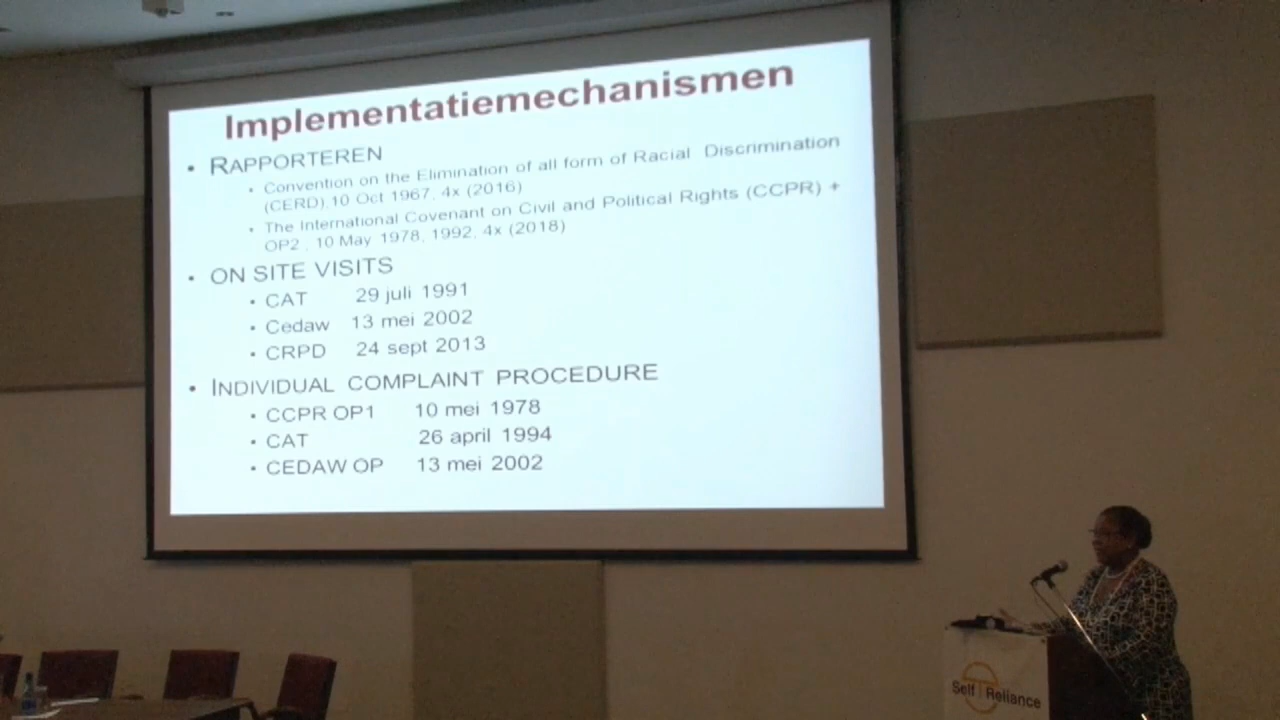 Implementatiemechanismen
• RAPPORTEREN
• Convention on the Elimination of all form of Racial Discrimination
(CERD) 10 Oct 1967, 4x (2016)
• The International Covenant on Civil and Political Rights (CCPR) +
OP2 , 10 May 1978, 1992, 4x (2018)
• ON SITE VISITS
• CAT 29 juli 1991
• Cedaw 13 mei 2002
• CRPD 24 sept 2013
• INDIVIDUAL COMPLAINT PROCEDURE
• CCPR OP1 10 mei 1978
• CAT 26 april 1994
• CEDAW OP 13 mei 2002
Self Reliance